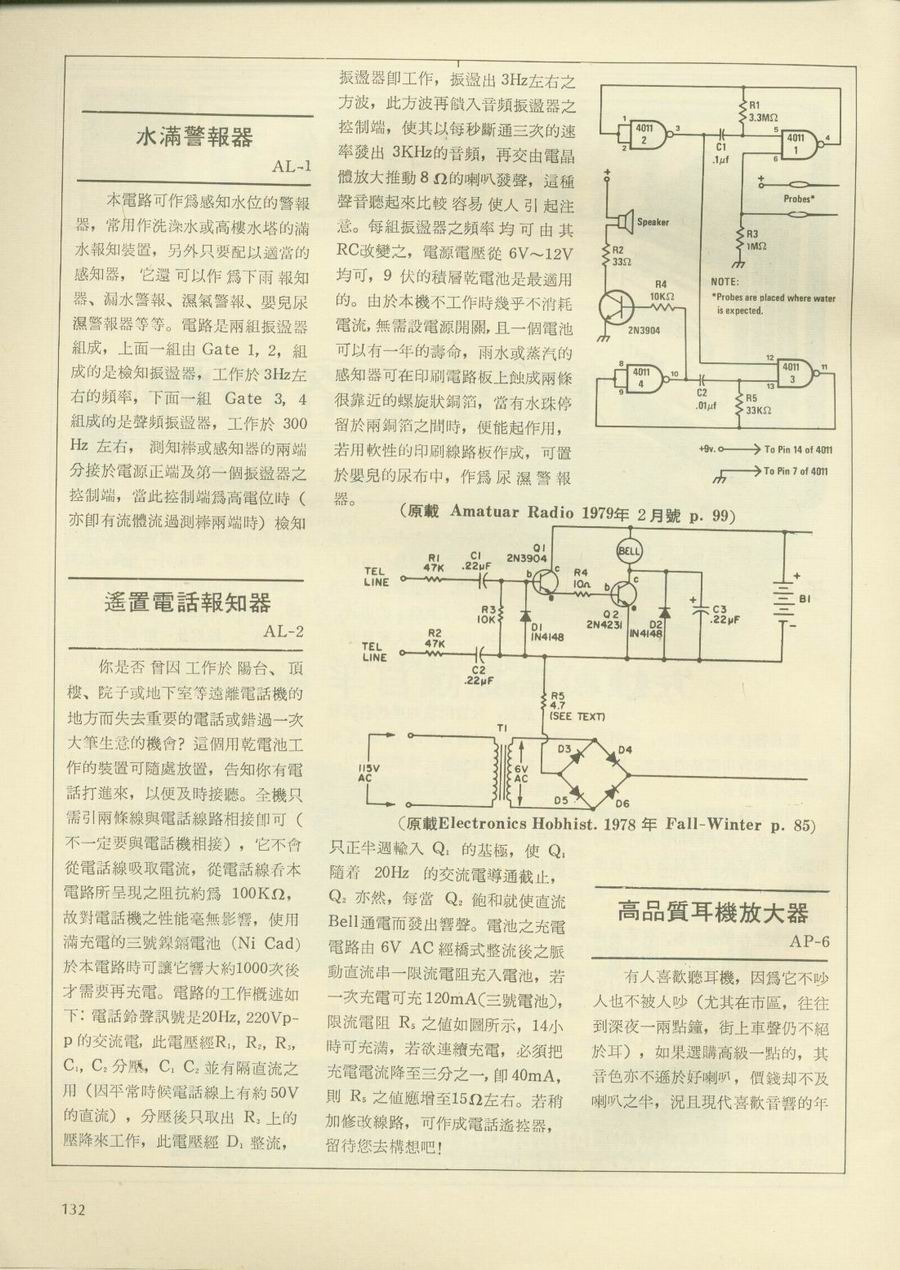 水滿警報器
AL-1
本電路可作爲感知水位的警報
器，常用作洗澡水或高樓水塔的滿
水報知裝置，另外只要配以適當的
感知器， 它還 可以作 爲下雨 報知
器、漏水警報、濕氣警報、嬰兒尿
濕警報器等等。電路是兩組振盪器
組成，上面一組由 Gate 1, 2, 組
成的是檢知振盪器，工作於 3Hz左
右的頻率，下面一組 Gate 3, 4
組成的是聲頻振盪器，工作於 300
Hz 左右， 測知棒或感知器的兩端
分接於電源正端及第一個振盪器之
控制端，當此控制端爲高電位時（
亦卽有流體流過測棒兩端時）檢知
振盪器卽工作，振盪出 3Hz左右之
方波，此方波再饋入音頻振盪器之
控制端，使其以每秒斷通三次的速
率發出 3KHz的音頻，再交由電晶
體放大推動 8 Ω的喇叭發聲，這種
聲音聽起來比較 容易 使人 引 起注
意。每組振盪器之頻率 均 可 由 其
RC改變之，電源電壓從 6V～12V
均可，9 伏的積層乾電池是最適用
的。由於本機不工作時幾乎不消耗
電流，無需設電源開關，且一個電池
可以有一年的壽命，雨水或蒸汽的
感知器可在印刷電路板上蝕成兩條
很靠近的螺旋狀銅箔，當有水珠停
留於兩銅箔之間時，便能起作用，
若用軟性的印刷線路板作成，可置
於嬰兒的尿布中，作爲 尿 濕 警 報
器。
R1
3.3MΩ
1
2
4011
2
3
C1
.1μf
5
6
4011
1
4
+
Speaker
+
Probes*
R2
33Ω
R3
1MΩ
R4
10KΩ
2N3904
NOTE:
*Probes are placed where water
is expected.
8
9
4011
4
10
C2
.01μf
12
13
4011
3
11
R5
33KΩ
+9v. To Pin 14 of 4011
To Pin 7 of 4011
(原載 Amatuar Radio 1979年 2月號 p. 99)
遙置電話報知器
AL-2
你是否 曾因 工作於 陽台、 頂
樓、院子或地下室等遠離電話機的
地方而失去重要的電話或錯過一次
大筆生意的機會? 這個用乾電池工
作的裝置可隨處放置，告知你有電
話打進來，以便及時接聽。全機只
需引兩條線與電話線路相接卽可（
不一定要與電話機相接），它不會
從電話線吸取電流，從電話線看本
電路所呈現之阻抗約爲 100KΩ,
故對電話機之性能毫無影響，使用
滿充電的三號鎳鎘電池 (Ni Cad)
於本電路時可讓它響大約1000次後
才需要再充電。電路的工作概述如
下: 電話鈴聲訊號是20Hz, 220Vp-
p 的交流電，此電壓經R₁, R₂, R₃,
C₁, C₂ 分壓，C₁ C₂ 並有隔直流之
用（因平常時候電話線上有約 50V
的直流），分壓後只取出 R₃ 上的
壓降來工作，此電壓經 D₁ 整流，
TEL
LINE
R1
47K
C1
.22μF
Q1
2N3904
b
c
e
R4
10Ω
BELL
R3
10K
D1
1N4148
Q2
2N4231
b
c
e
D2
1N4148
+
C3
.22μF
+
B1
-
TEL
LINE
R2
47K
C2
.22μF
R5
4.7
(SEE TEXT)
T1
115V
AC
6V
AC
D3
D4
D5
D6
(原載Electronics Hobhist. 1978 年 Fall-Winter p. 85)
只正半週輸入 Q₁ 的基極，使 Q₁
隨着 20Hz 的交流電導通截止，
Q₂ 亦然，每當 Q₂ 飽和就使直流
Bell通電而發出響聲。電池之充電
電路由 6V AC 經橋式整流後之脈
動直流串一限流電阻充入電池，若
一次充電可充 120mA(三號電池)，
限流電阻 R₅ 之値如圖所示，14小
時可充滿，若欲連續充電，必須把
充電電流降至三分之一，卽 40mA,
則 R₅ 之値應增至15Ω左右。若稍
加修改線路，可作成電話遙控器，
留待您去構想吧!
高品質耳機放大器
AP-6
有人喜歡聽耳機，因爲它不吵
人也不被人吵（尤其在市區，往往
到深夜一兩點鐘，街上車聲仍不絕
於耳），如果選購高級一點的，其
音色亦不遜於好喇叭，價錢却不及
喇叭之半，況且現代喜歡音響的年
132